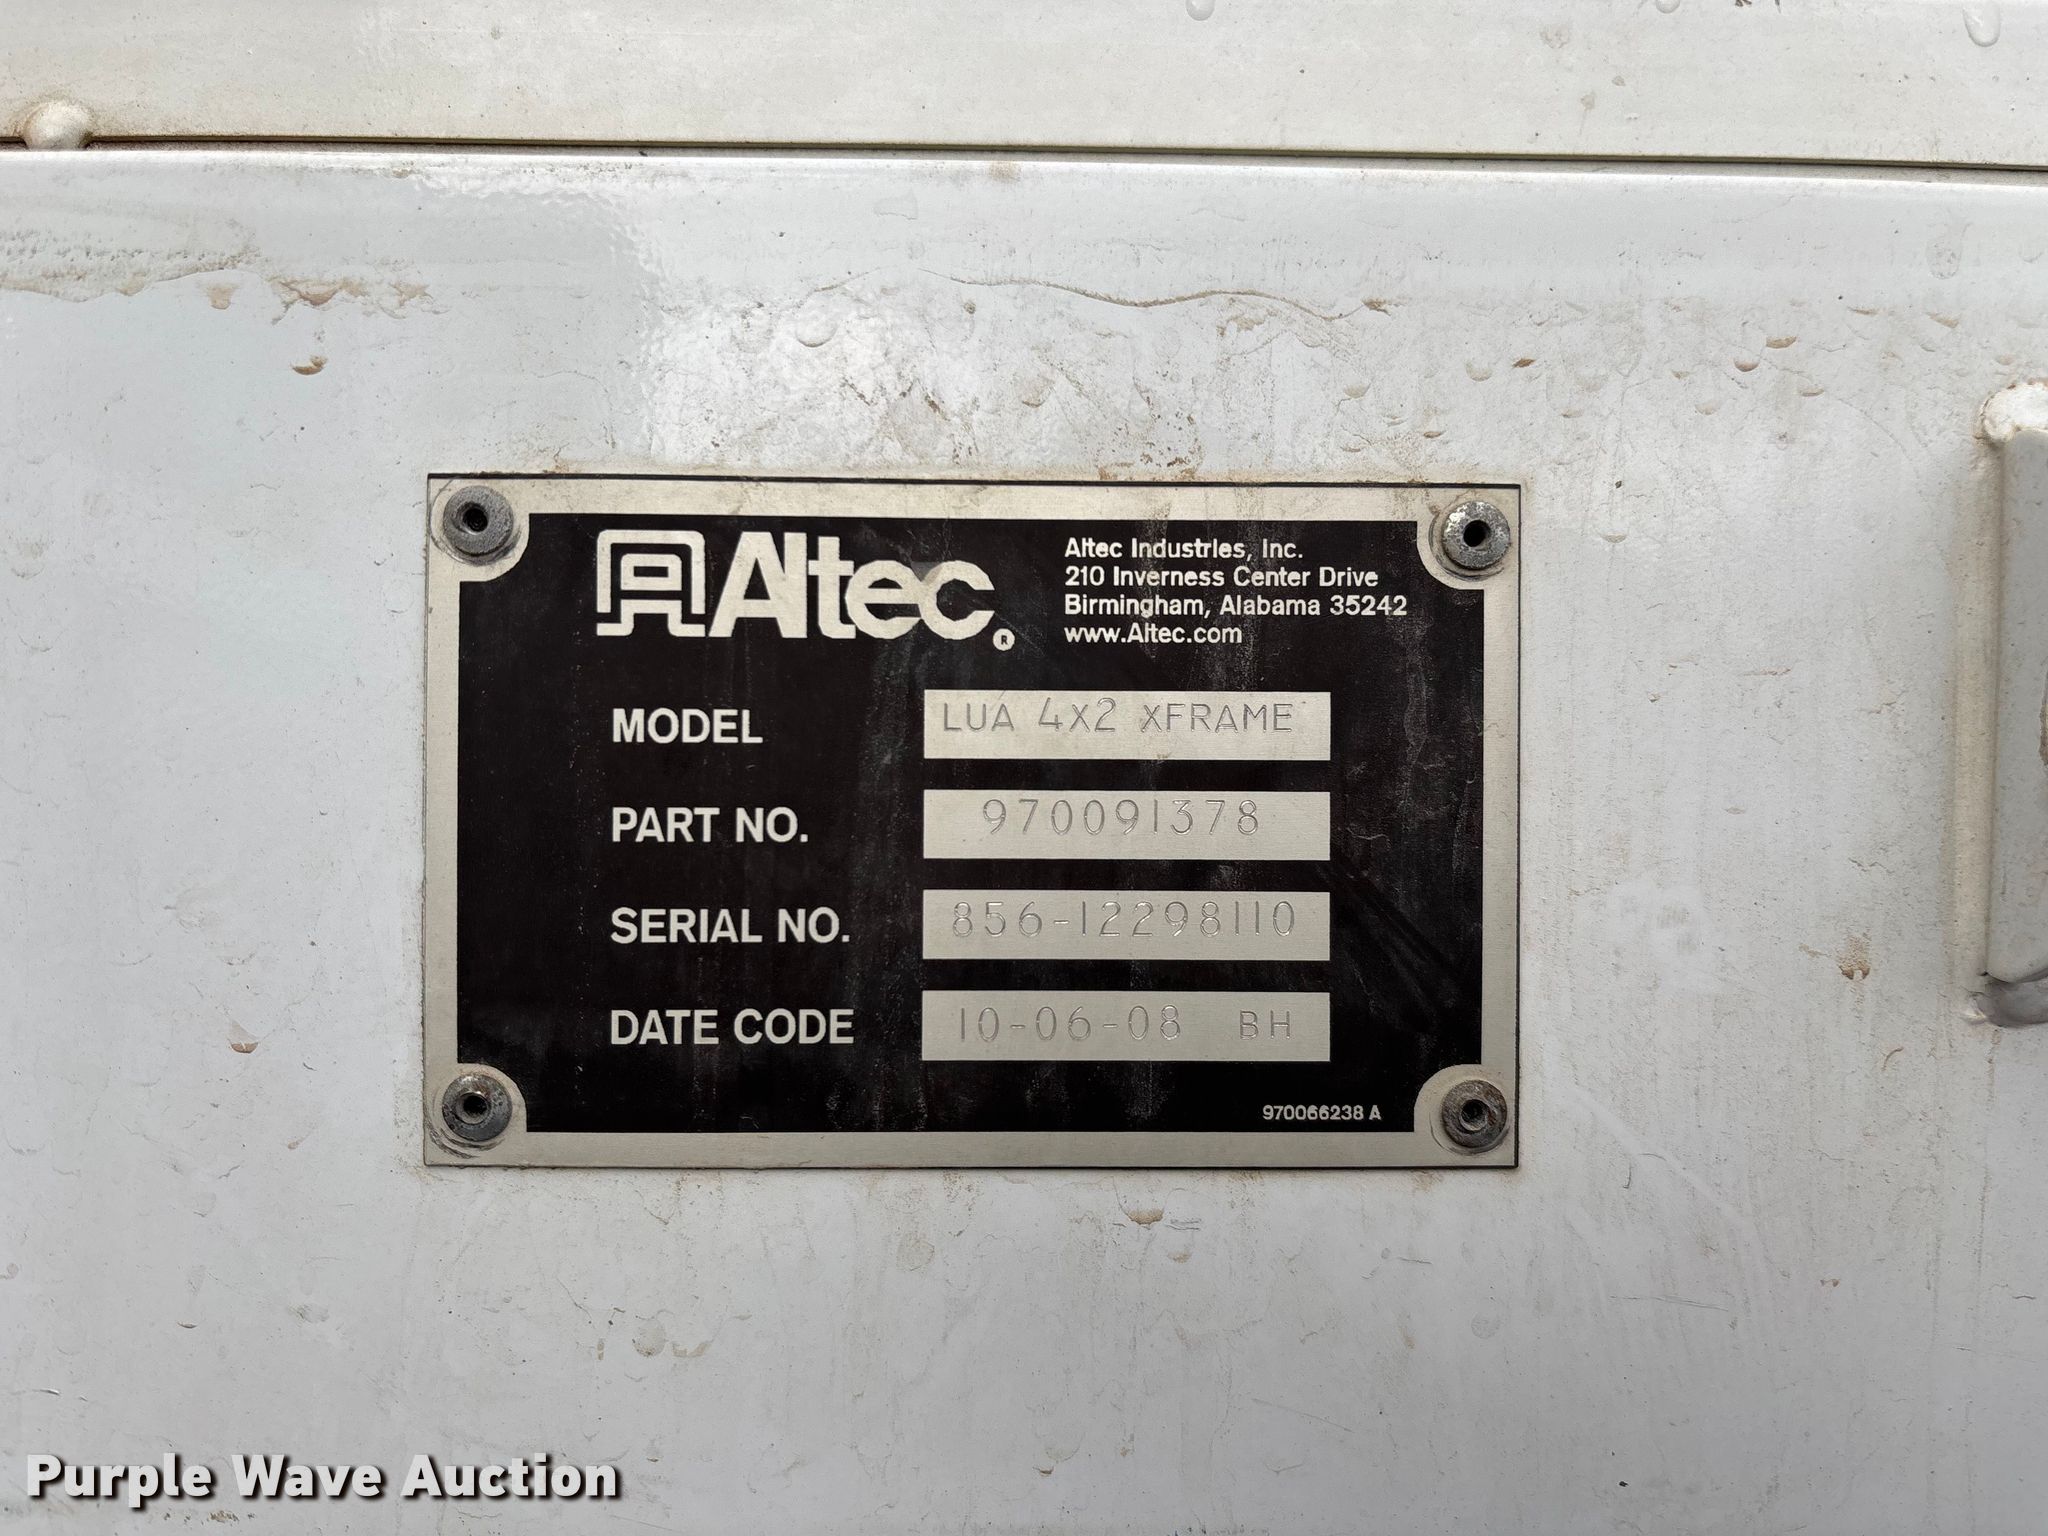 Altec®
Altec Industries, Inc.
210 Inverness Center Drive
Birmingham, Alabama 35242
www.Altec.com
MODEL LUA 4X2 XFRAME
PART NO. 970091378
SERIAL NO. 856-12298110
DATE CODE 10-06-08 BH
970066238 A
Purple Wave Auction